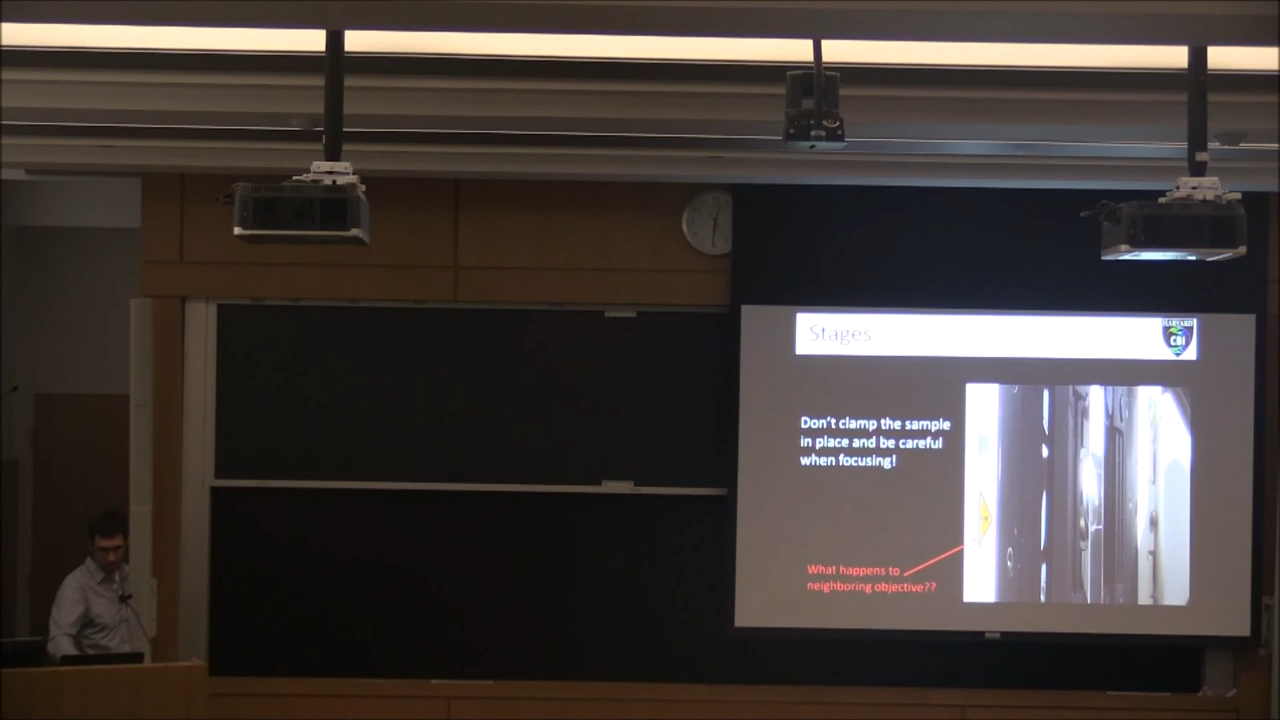 Stages
HARVARD
CBI
Don't clamp the sample
in place and be careful
when focusing!
What happens to
neighboring objective??